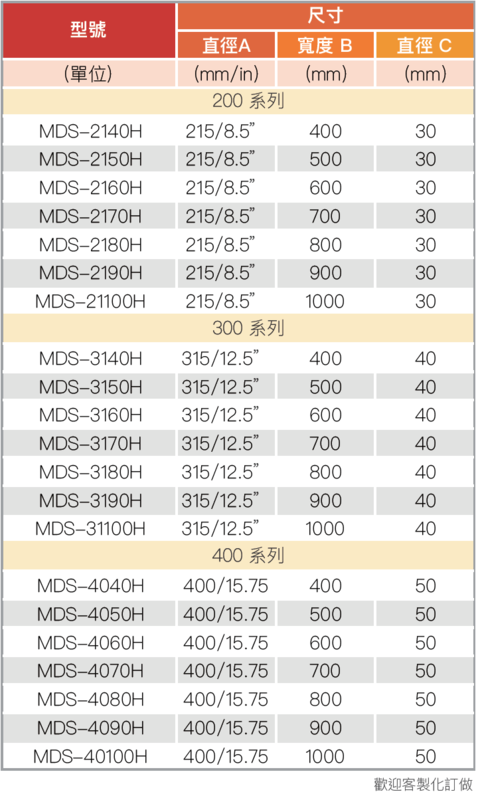 型號 尺寸
直徑A 寬度 B 直徑 C
(單位) (mm/in) (mm) (mm)
200 系列
MDS-2140H 215/8.5” 400 30
MDS-2150H 215/8.5” 500 30
MDS-2160H 215/8.5” 600 30
MDS-2170H 215/8.5” 700 30
MDS-2180H 215/8.5” 800 30
MDS-2190H 215/8.5” 900 30
MDS-21100H 215/8.5” 1000 30
300 系列
MDS-3140H 315/12.5” 400 40
MDS-3150H 315/12.5” 500 40
MDS-3160H 315/12.5” 600 40
MDS-3170H 315/12.5” 700 40
MDS-3180H 315/12.5” 800 40
MDS-3190H 315/12.5” 900 40
MDS-31100H 315/12.5” 1000 40
400 系列
MDS-4040H 400/15.75 400 50
MDS-4050H 400/15.75 500 50
MDS-4060H 400/15.75 600 50
MDS-4070H 400/15.75 700 50
MDS-4080H 400/15.75 800 50
MDS-4090H 400/15.75 900 50
MDS-40100H 400/15.75 1000 50
歡迎客製化訂做